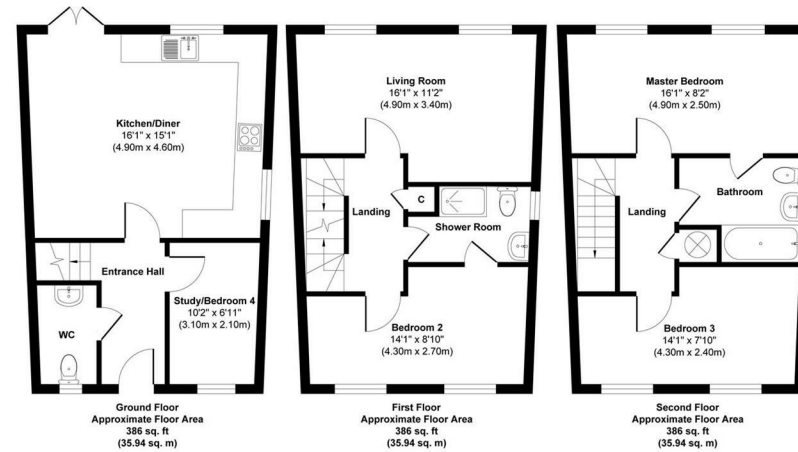 Kitchen/Diner
16'1" x 15'1"
(4.90m x 4.60m)
Entrance Hall
Study/Bedroom 4
10'2" x 6'11"
(3.10m x 2.10m)
WC
Ground Floor
Approximate Floor Area
386 sq. ft
(35.94 sq. m)
Living Room
16'1" x 11'2"
(4.90m x 3.40m)
Landing
C
Shower Room
Bedroom 2
14'1" x 8'10"
(4.30m x 2.70m)
First Floor
Approximate Floor Area
386 sq. ft
(35.94 sq. m)
Master Bedroom
16'1" x 8'2"
(4.90m x 2.50m)
Landing
Bathroom
Bedroom 3
14'1" x 7'10"
(4.30m x 2.40m)
Second Floor
Approximate Floor Area
386 sq. ft
(35.94 sq. m)